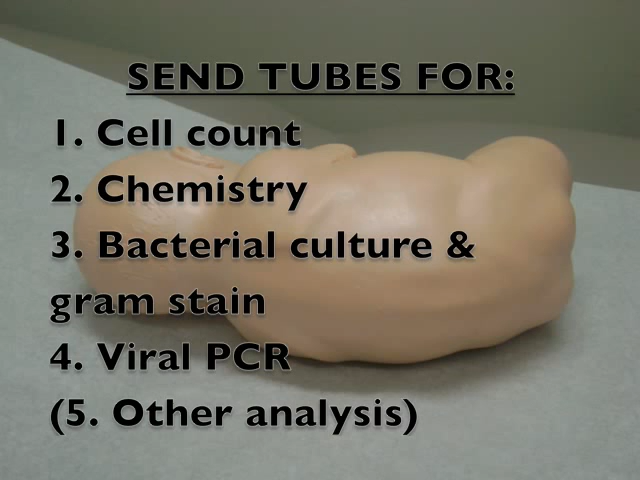 SEND TUBES FOR:
1. Cell count
2. Chemistry
3. Bacterial culture &
gram stain
4. Viral PCR
(5. Other analysis)